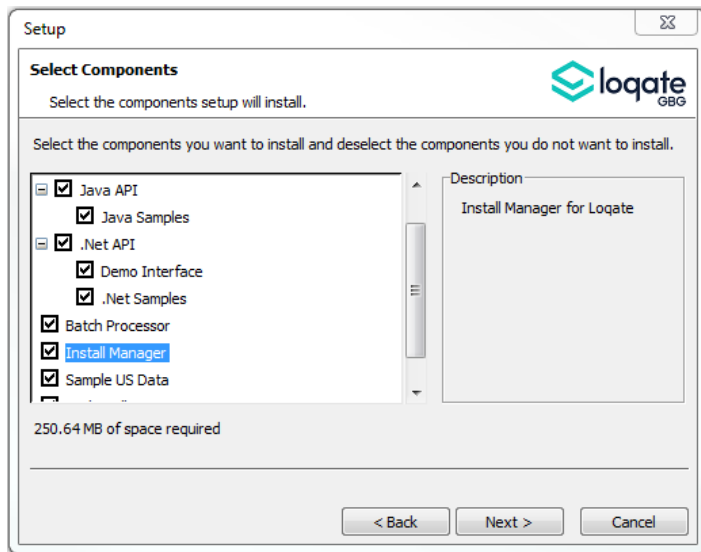 Setup
Select Components
Select the components setup will install.
loqate
GBG
Select the components you want to install and deselect the components you do not want to install.
Java API
Java Samples
.Net API
Demo Interface
.Net Samples
Batch Processor
Install Manager
Sample US Data
Description
Install Manager for Loqate
250.64 MB of space required
< Back
Next >
Cancel